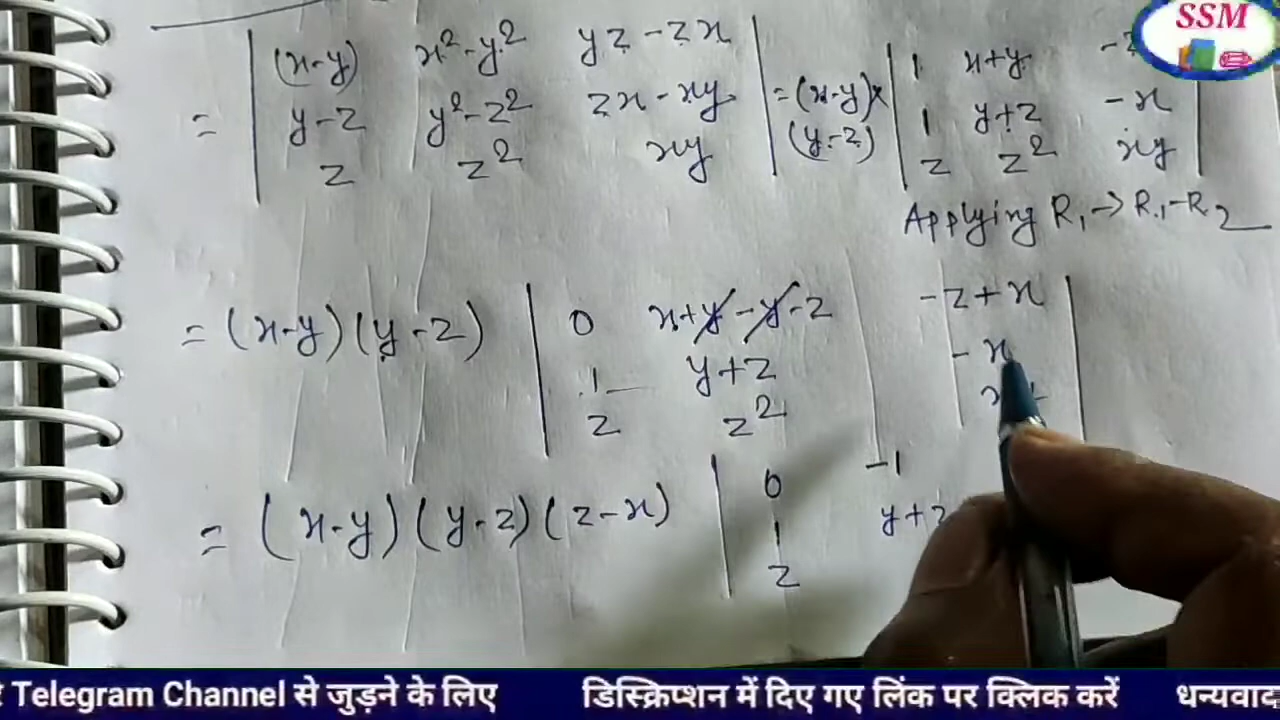 SSM
(x-y) x²-y² yz-zx 1 x+y -z
= y-z y²-z² zx-xy =(x-y)× 1 y+z -x
z z² xy (y-z) z z² xy
Applying R₁→R₁-R₂
0 x+y-y-z -z+x
=(x-y)(y-z) 1 y+z -x
z z²
0 -1
=(x-y)(y-z)(z-x) 1 y+z
z
Telegram Channel से जुड़ने के लिए डिस्क्रिप्शन में दिए गए लिंक पर क्लिक करें धन्यवाद